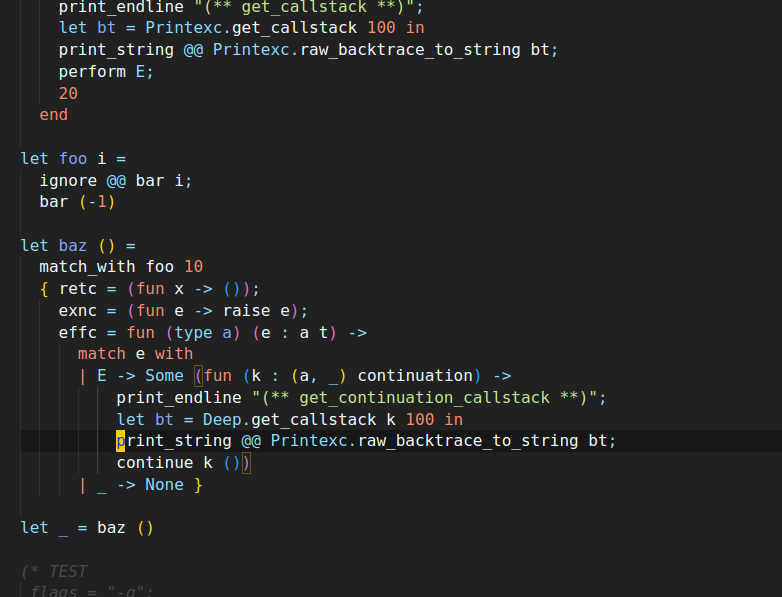 print_endline "(** get_callstack **)";
let bt = Printexc.get_callstack 100 in
print_string @@ Printexc.raw_backtrace_to_string bt;
perform E;
20
end
let foo i =
ignore @@ bar i;
bar (-1)
let baz () =
match_with foo 10
{ retc = (fun x -> ());
exnc = (fun e -> raise e);
effc = fun (type a) (e : a t) ->
match e with
| E -> Some (fun (k : (a, _) continuation) ->
print_endline "(** get_continuation_callstack **)";
let bt = Deep.get_callstack k 100 in
print_string @@ Printexc.raw_backtrace_to_string bt;
continue k ())
| _ -> None }
let _ = baz ()
(* TEST
flags = "-g";